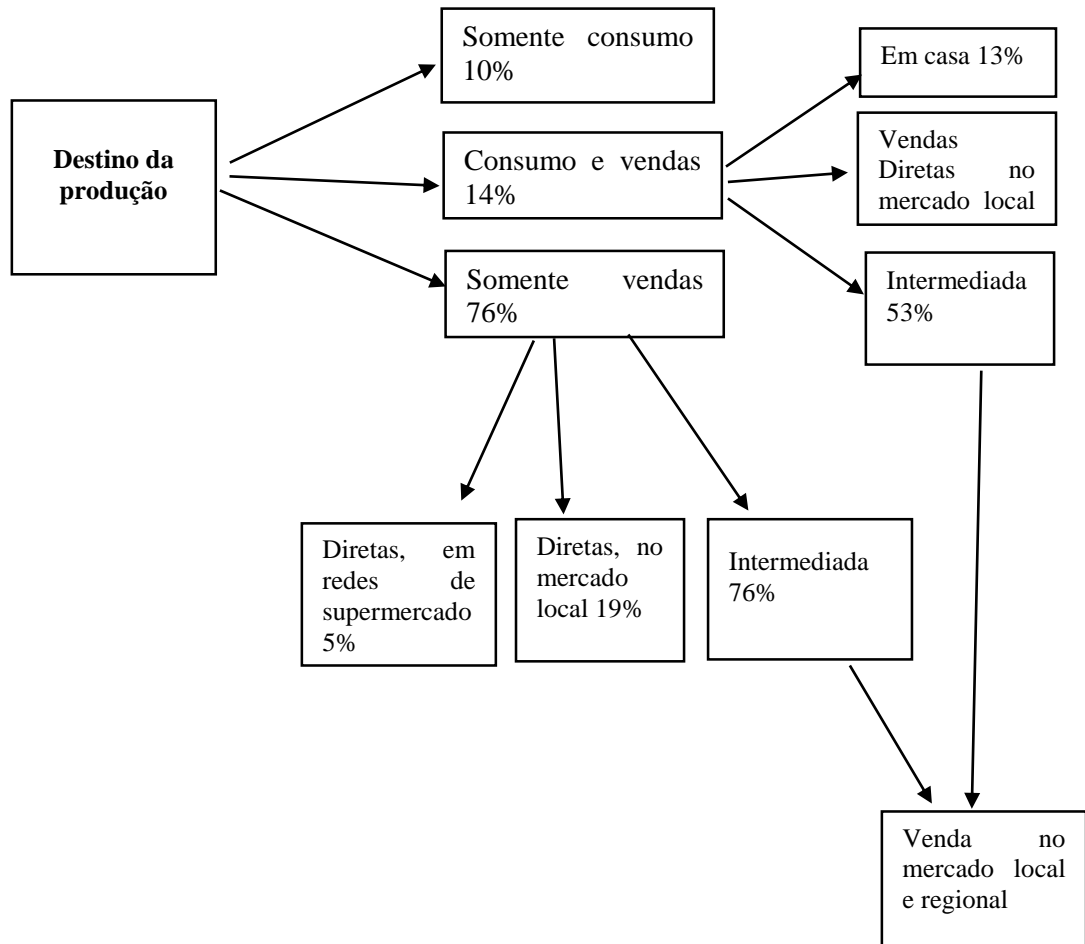 Somente consumo
10%
Em casa 13%
Destino da
produção
Consumo e vendas
14%
Vendas
Diretas no
mercado local
Somente vendas
76%
Intermediada
53%
Diretas, em
redes de
supermercado
5%
Diretas, no
mercado
local 19%
Intermediada
76%
Venda no
mercado local
e regional